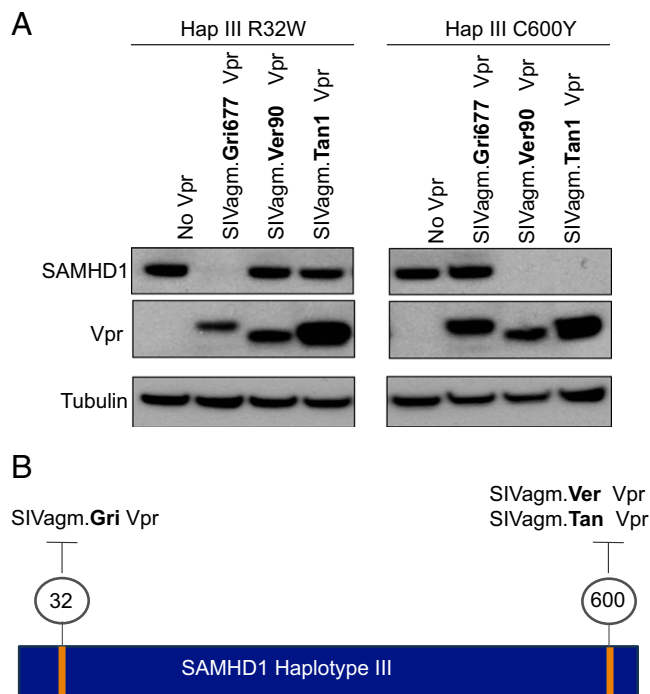 A
Hap III R32W
Hap III C600Y
No Vpr
SIVagm.Gri677 Vpr
SIVagm.Ver90 Vpr
SIVagm.Tan1 Vpr
No Vpr
SIVagm.Gri677 Vpr
SIVagm.Ver90 Vpr
SIVagm.Tan1 Vpr
SAMHD1
Vpr
Tubulin
B
SIVagm.Gri Vpr
SIVagm.Ver Vpr
SIVagm.Tan Vpr
32
600
SAMHD1 Haplotype III